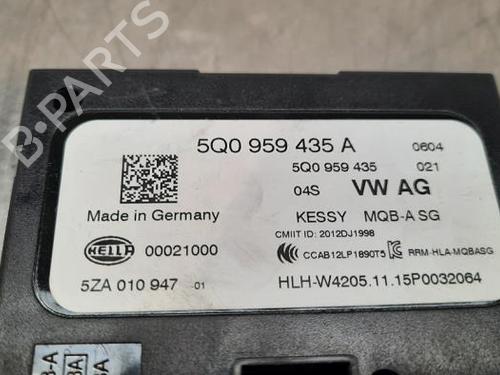 5Q0 959 435 A 0604
5Q0 959 435 021
04S VW AG
Made in Germany KESSY MQB-A SG
CMIIT ID: 2012DJ1998
HELLA 00021000 CCC CCAB12LP1890T5 RRM-HLA-MQBASG
5ZA 010 947 01 HLH-W4205.11.15P0032064
B-PARTS
B-A